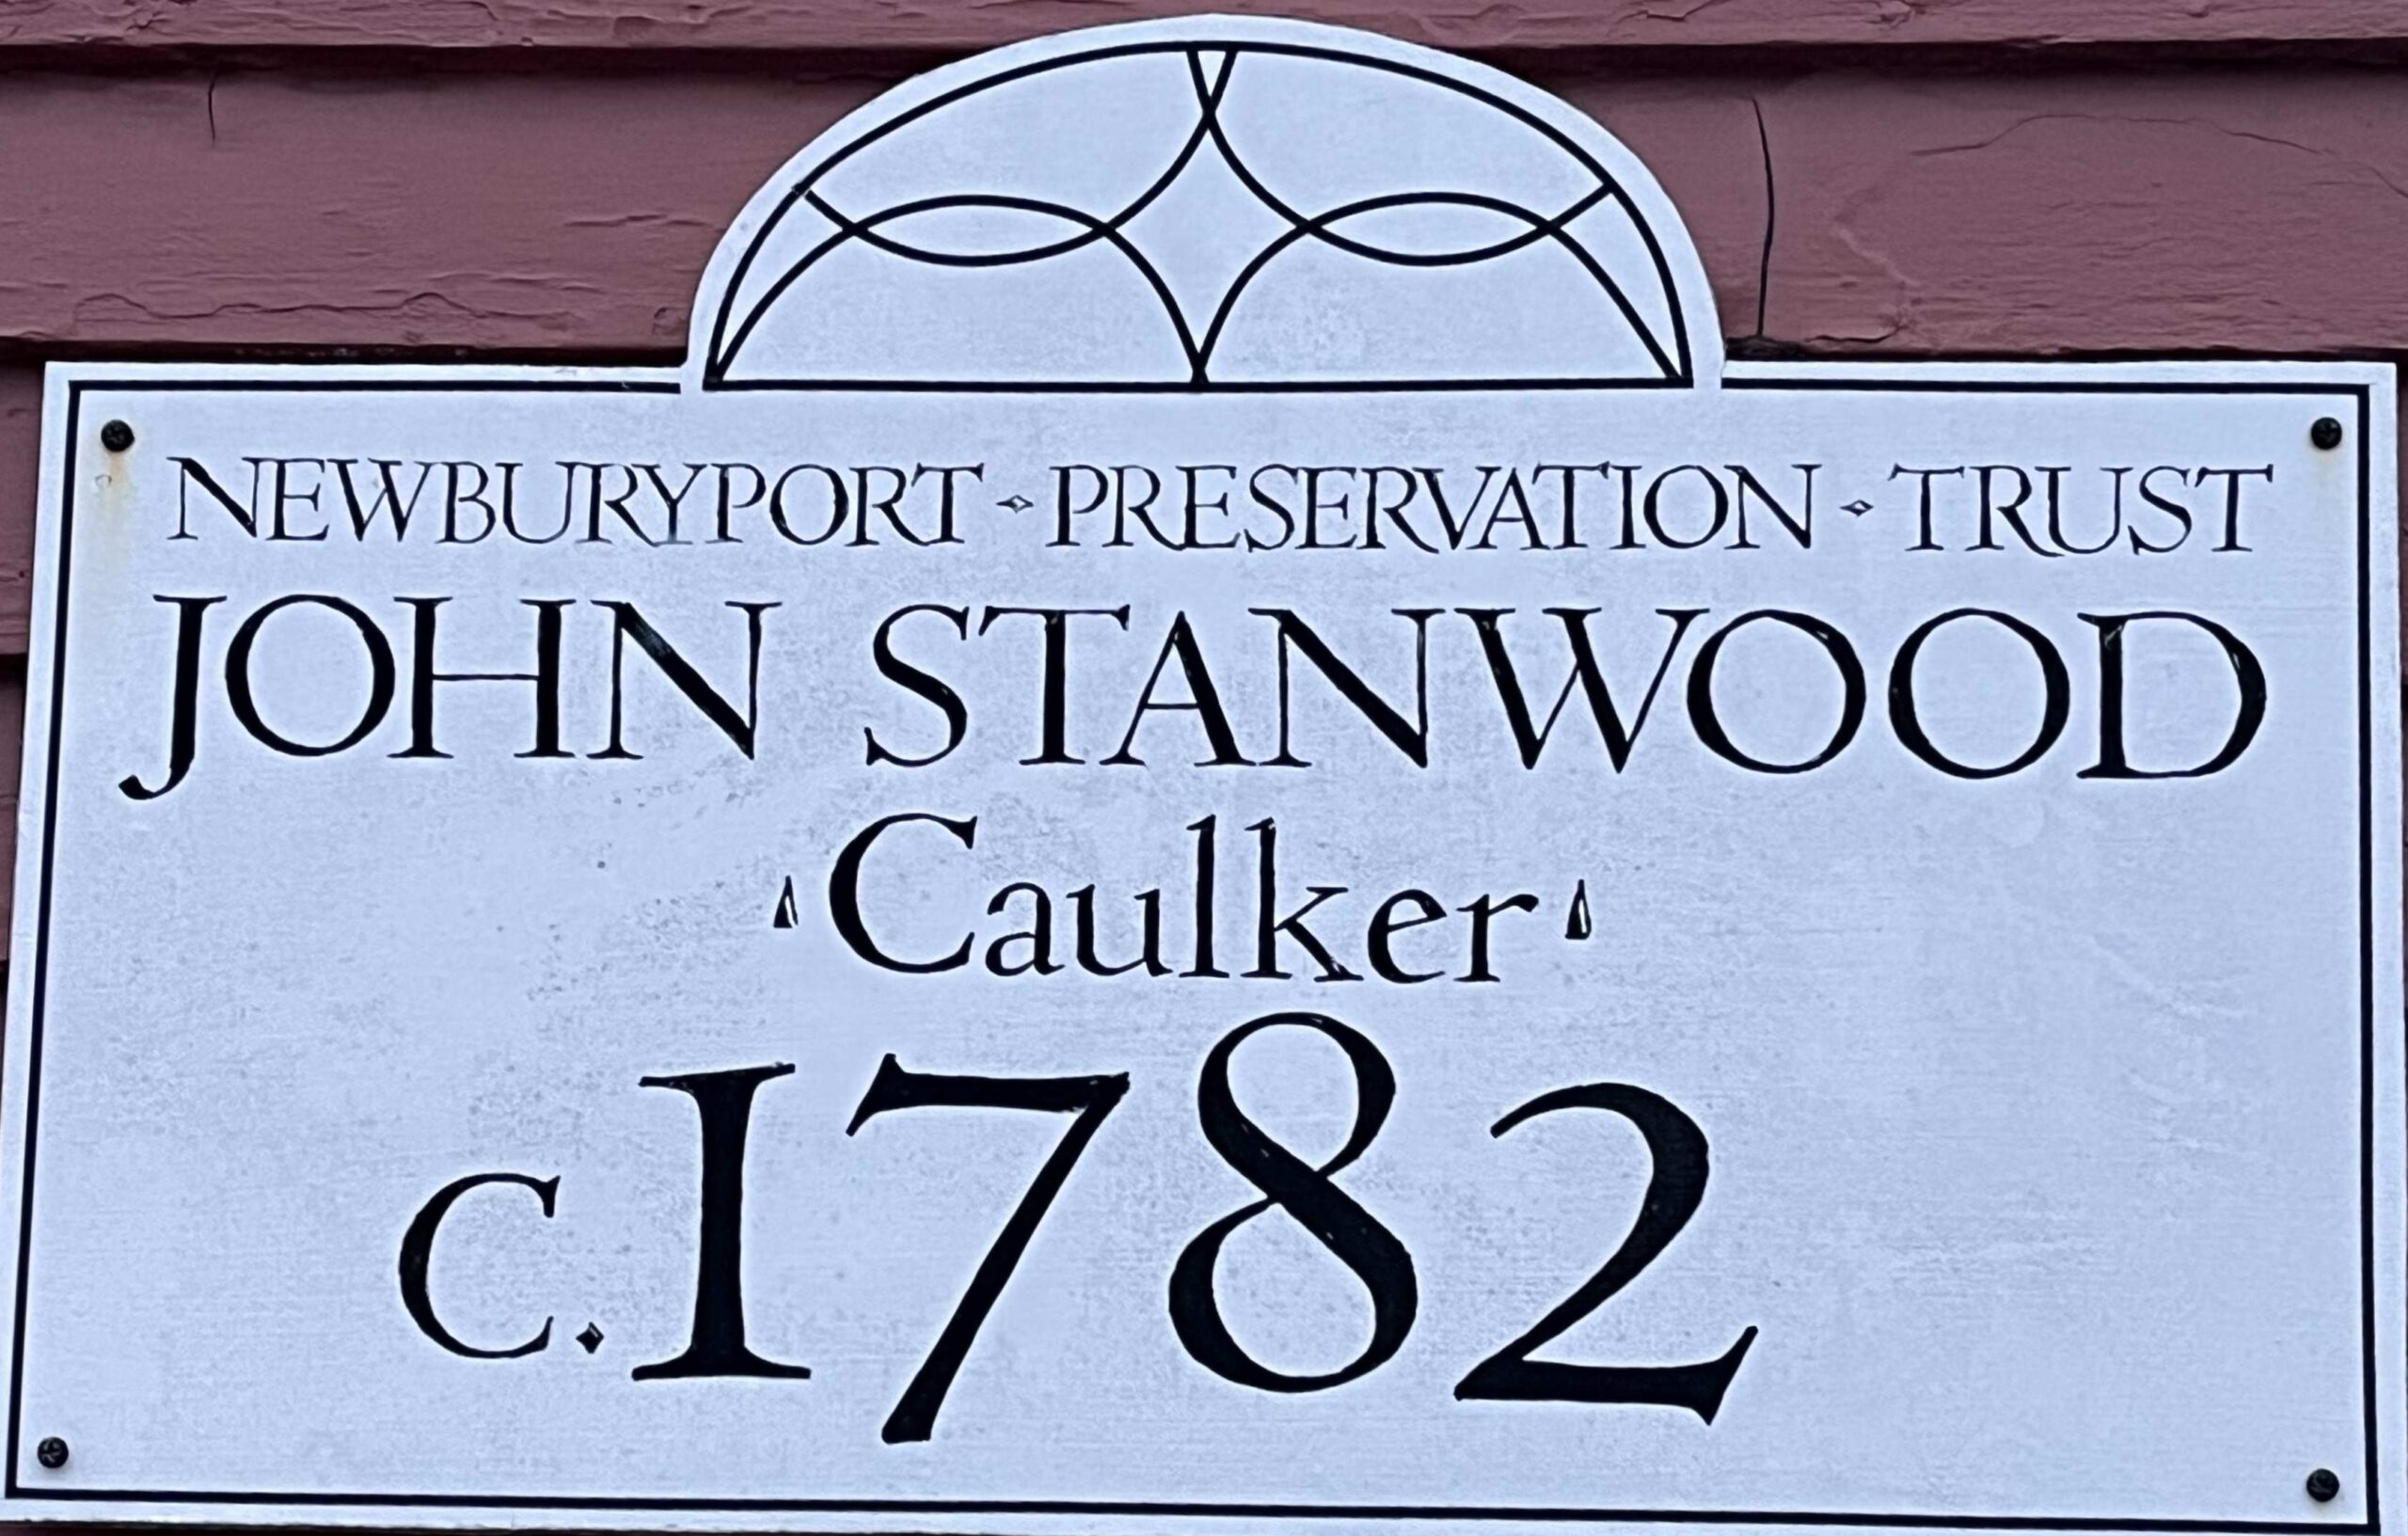 NEWBURYPORT · PRESERVATION · TRUST
JOHN STANWOOD
Caulker
c.1782